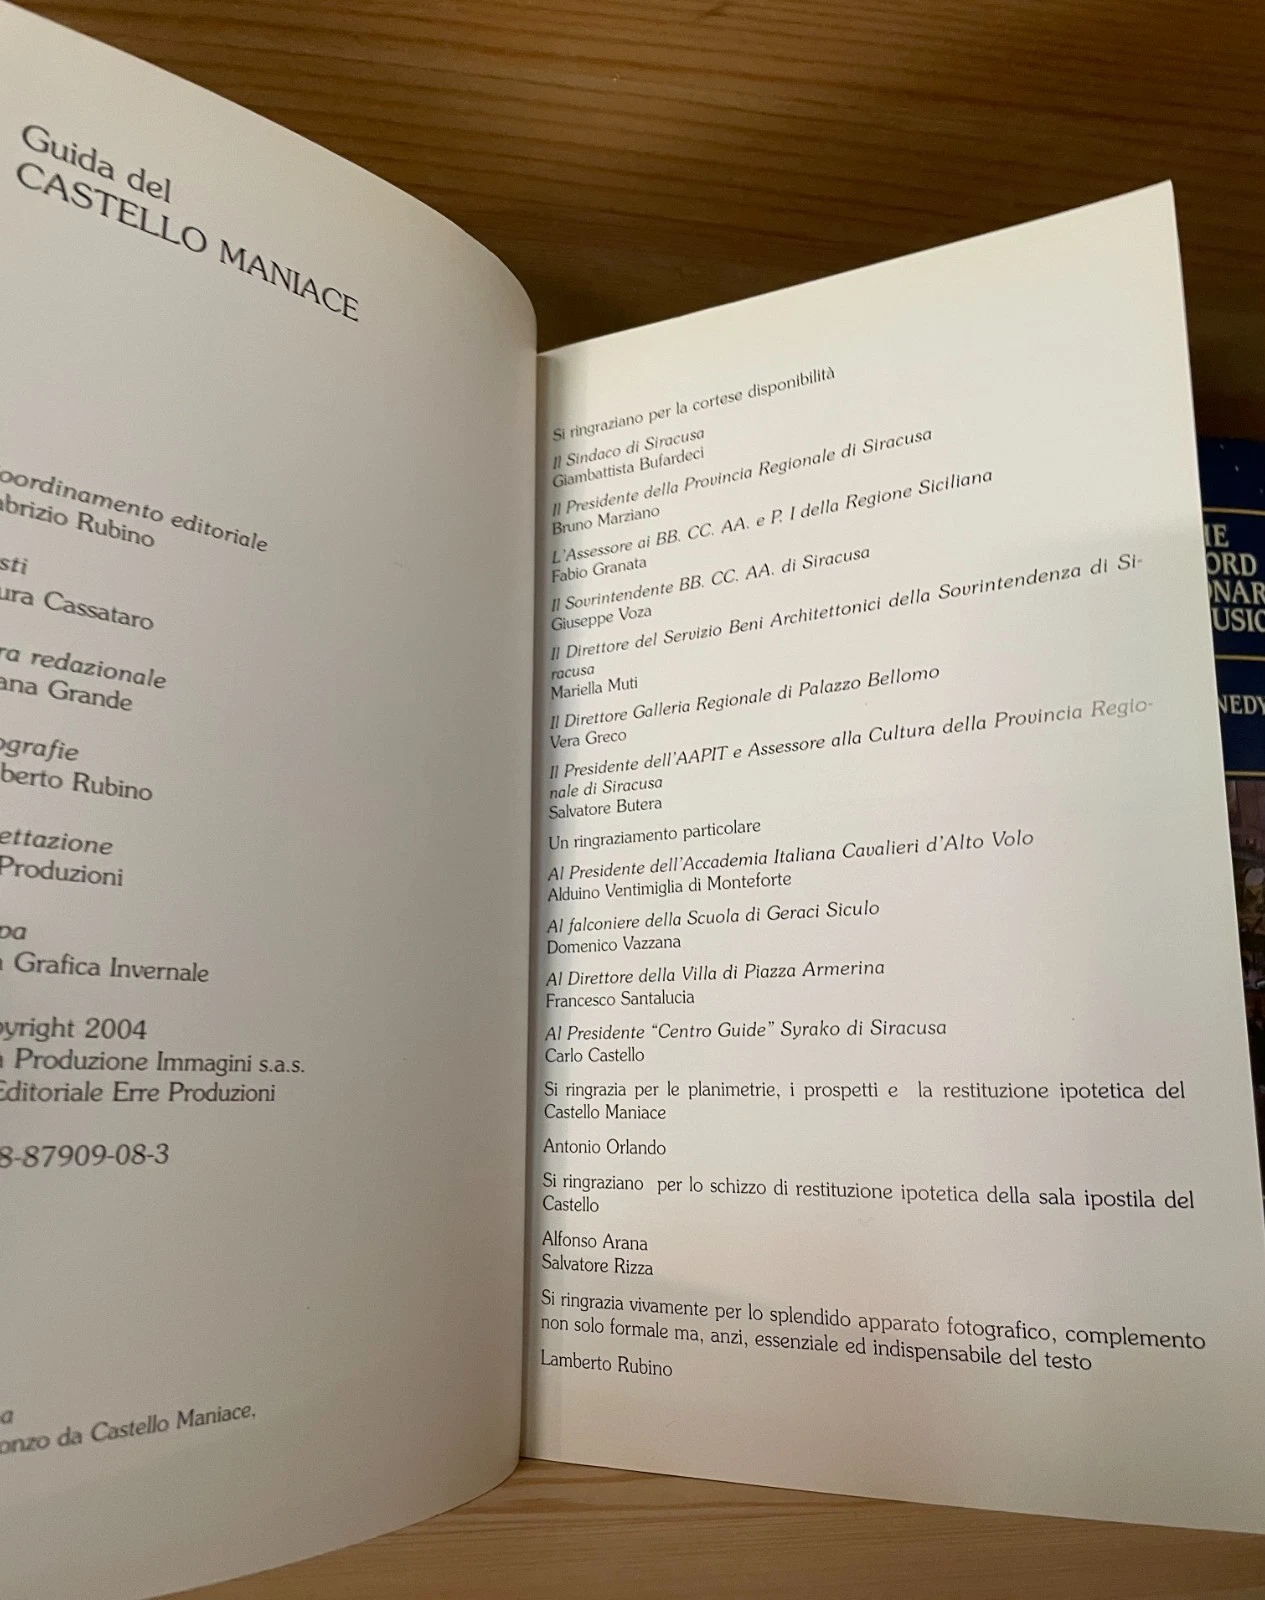 Guida del
CASTELLO MANIACE
oordinamento editoriale
abrizio Rubino
sti
ura Cassataro
ra redazionale
ana Grande
ografie
berto Rubino
ettazione
Produzioni
pa
Grafica Invernale
pyright 2004
Produzione Immagini s.a.s.
Editoriale Erre Produzioni
8-87909-08-3
a
onzo da Castello Maniace.
Si ringraziano per la cortese disponibilità
Il Sindaco di Siracusa
Giambattista Bufardeci
Il Presidente della Provincia Regionale di Siracusa
Bruno Marziano
L'Assessore ai BB. CC. AA. e P. I della Regione Siciliana
Fabio Granata
Il Sovrintendente BB. CC. AA. di Siracusa
Giuseppe Voza
Il Direttore del Servizio Beni Architettonici della Sovrintendenza di Si-
racusa
Mariella Muti
Il Direttore Galleria Regionale di Palazzo Bellomo
Vera Greco
Il Presidente dell'AAPIT e Assessore alla Cultura della Provincia Regio-
nale di Siracusa
Salvatore Butera
Un ringraziamento particolare
Al Presidente dell'Accademia Italiana Cavalieri d'Alto Volo
Alduino Ventimiglia di Monteforte
Al falconiere della Scuola di Geraci Siculo
Domenico Vazzana
Al Direttore della Villa di Piazza Armerina
Francesco Santalucia
Al Presidente "Centro Guide" Syrako di Siracusa
Carlo Castello
Si ringrazia per le planimetrie, i prospetti e la restituzione ipotetica del
Castello Maniace
Antonio Orlando
Si ringraziano per lo schizzo di restituzione ipotetica della sala ipostila del
Castello
Alfonso Arana
Salvatore Rizza
Si ringrazia vivamente per lo splendido apparato fotografico, complemento
non solo formale ma, anzi, essenziale ed indispensabile del testo
Lamberto Rubino
HE
ORD
ONAR
USIC
NEDY